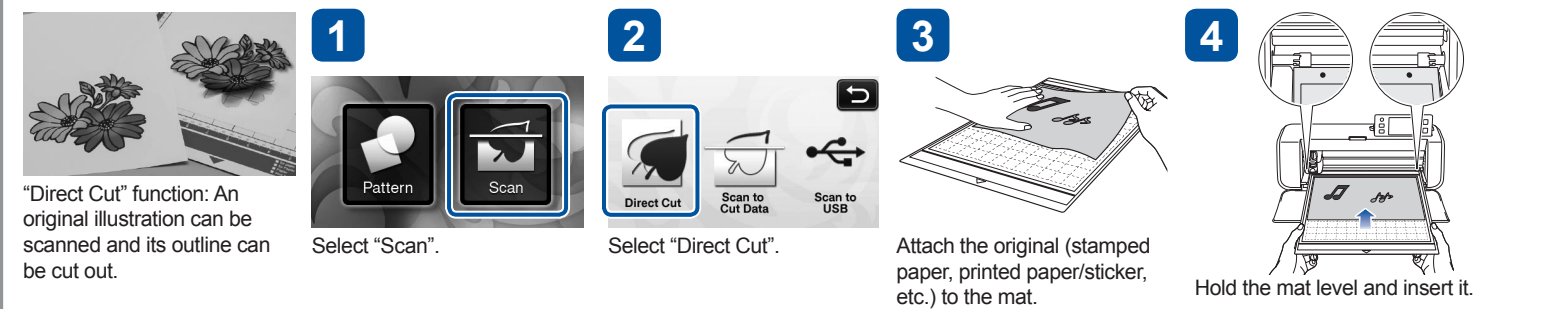 “Direct Cut” function: An
original illustration can be
scanned and its outline can
be cut out.
1
Pattern
Scan
Select “Scan”.
2
Direct Cut
Scan to
Cut Data
Scan to
USB
Select “Direct Cut”.
3
Attach the original (stamped
paper, printed paper/sticker,
etc.) to the mat.
4
Hold the mat level and insert it.